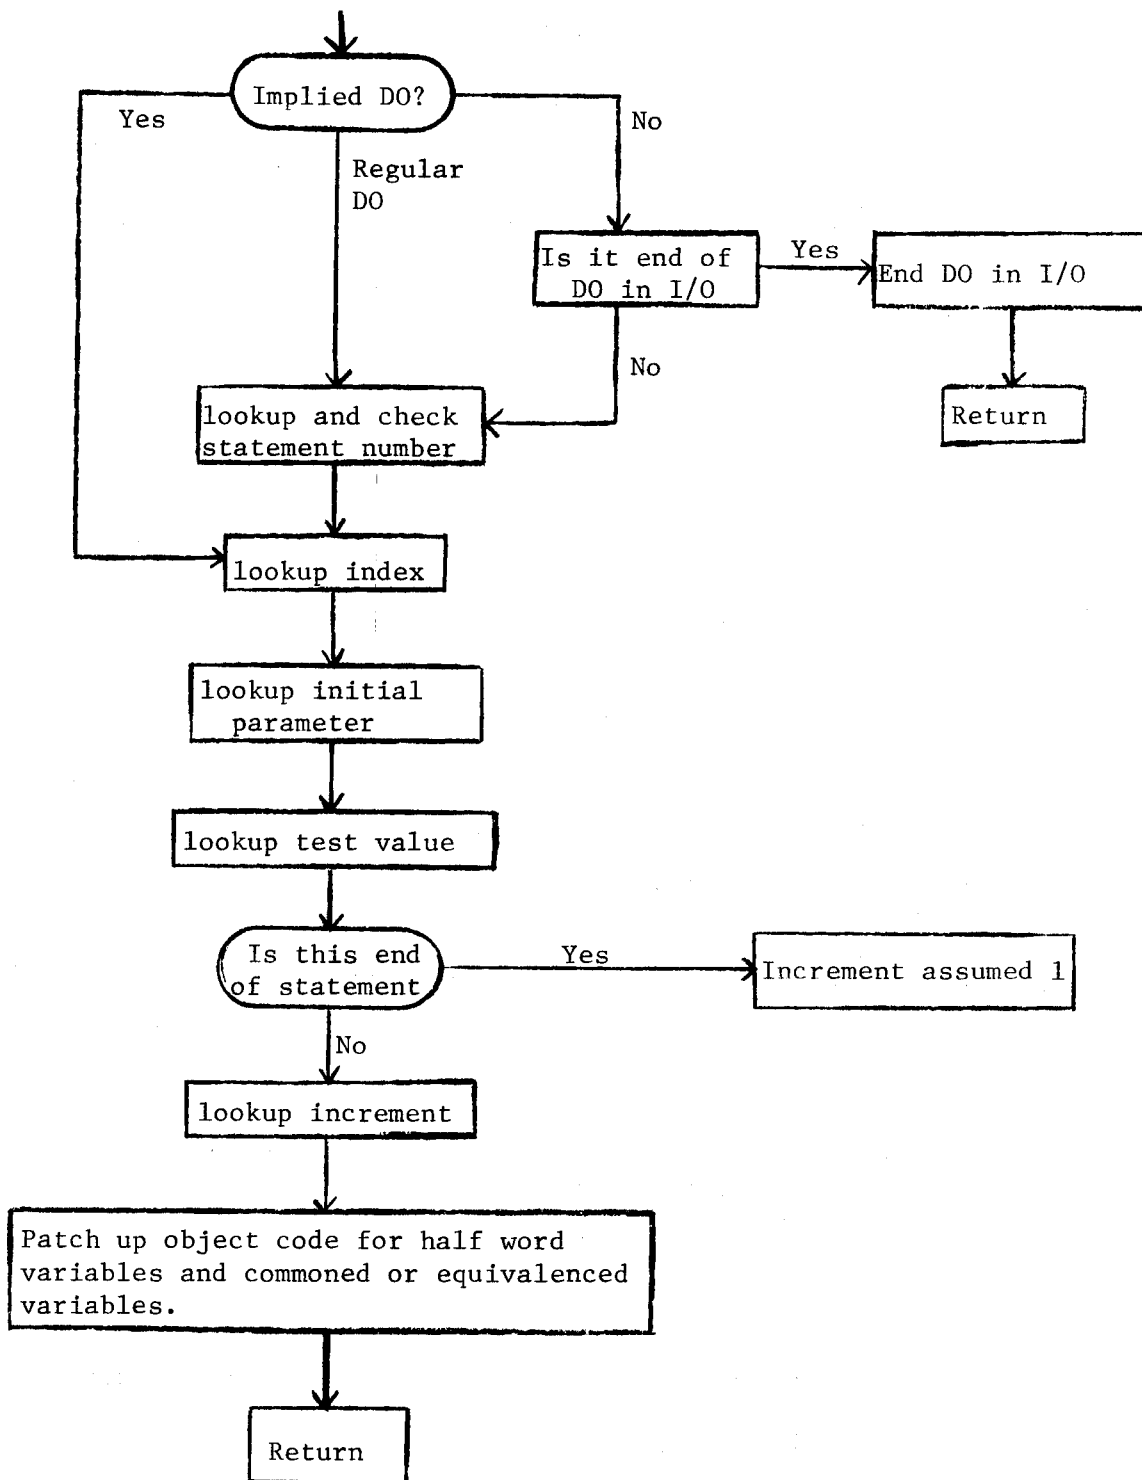 Implied DO?
Yes
No
Regular
DO
Is it end of
DO in I/O
Yes
End DO in I/O
No
Return
lookup and check
statement number
lookup index
lookup initial
parameter
lookup test value
Is this end
of statement
Yes
Increment assumed 1
No
lookup increment
Patch up object code for half word
variables and commoned or equivalenced
variables.
Return